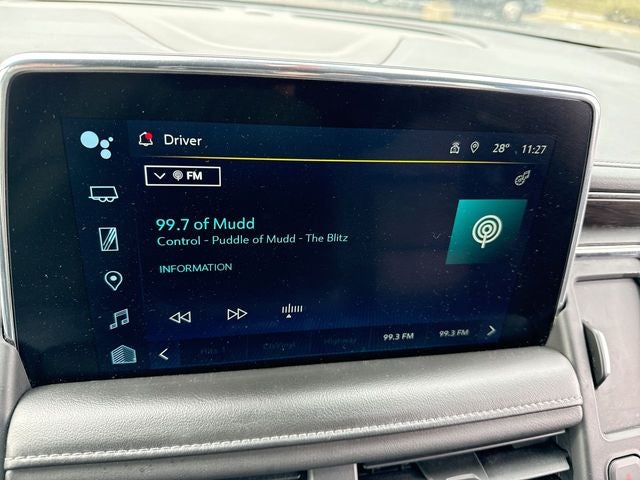 Driver
28° 11:27
FM
99.7 of Mudd
Control - Puddle of Mudd - The Blitz
INFORMATION
Highway 99.3 FM 99.3 FM